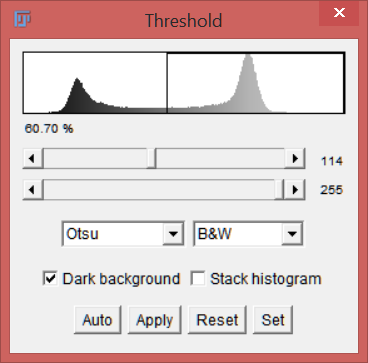 Threshold
60.70 %
114
255
Otsu B&W
Dark background Stack histogram
Auto Apply Reset Set